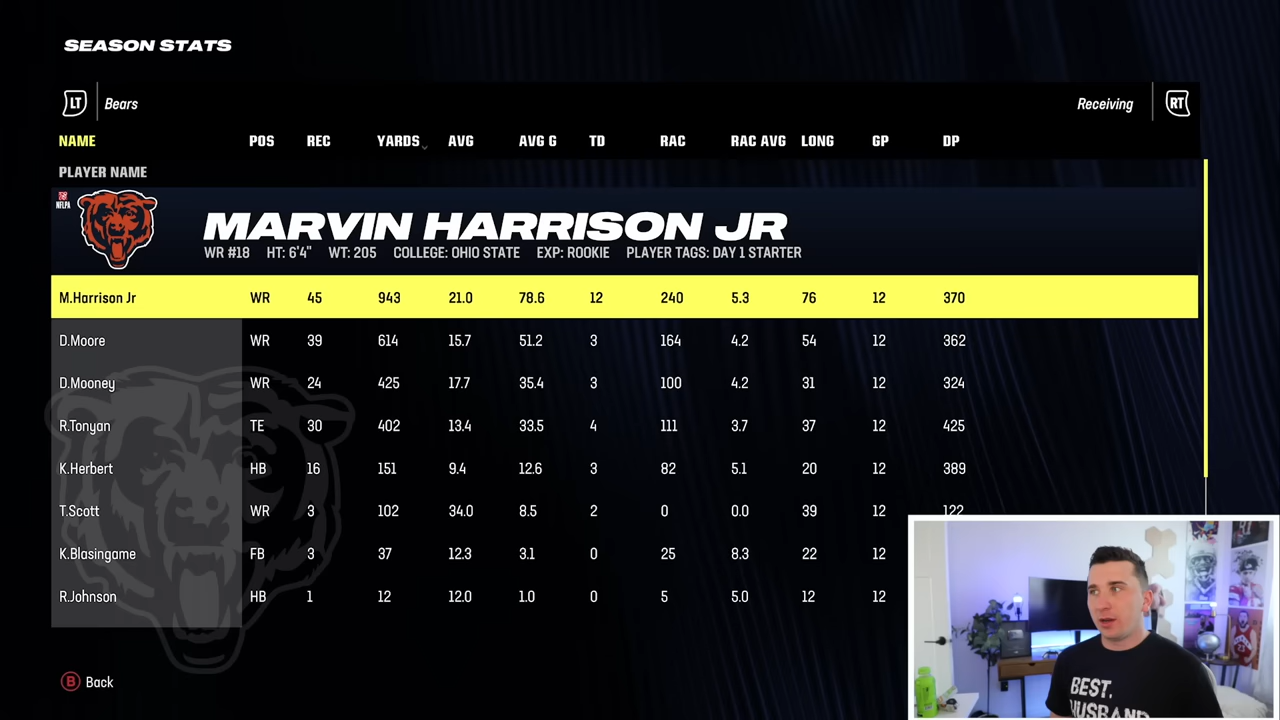 SEASON STATS
LT Bears Receiving RT
NAME POS REC YARDS AVG AVG G TD RAC RAC AVG LONG GP DP
PLAYER NAME
NFLPA
MARVIN HARRISON JR
WR #18 HT: 6'4" WT: 205 COLLEGE: OHIO STATE EXP: ROOKIE PLAYER TAGS: DAY 1 STARTER
M.Harrison Jr WR 45 943 21.0 78.6 12 240 5.3 76 12 370
D.Moore WR 39 614 15.7 51.2 3 164 4.2 54 12 362
D.Mooney WR 24 425 17.7 35.4 3 100 4.2 31 12 324
R.Tonyan TE 30 402 13.4 33.5 4 111 3.7 37 12 425
K.Herbert HB 16 151 9.4 12.6 3 82 5.1 20 12 389
T.Scott WR 3 102 34.0 8.5 2 0 0.0 39 12 122
K.Blasingame FB 3 37 12.3 3.1 0 25 8.3 22 12
R.Johnson HB 1 12 12.0 1.0 0 5 5.0 12 12
B Back
BEST.
HUSBAND